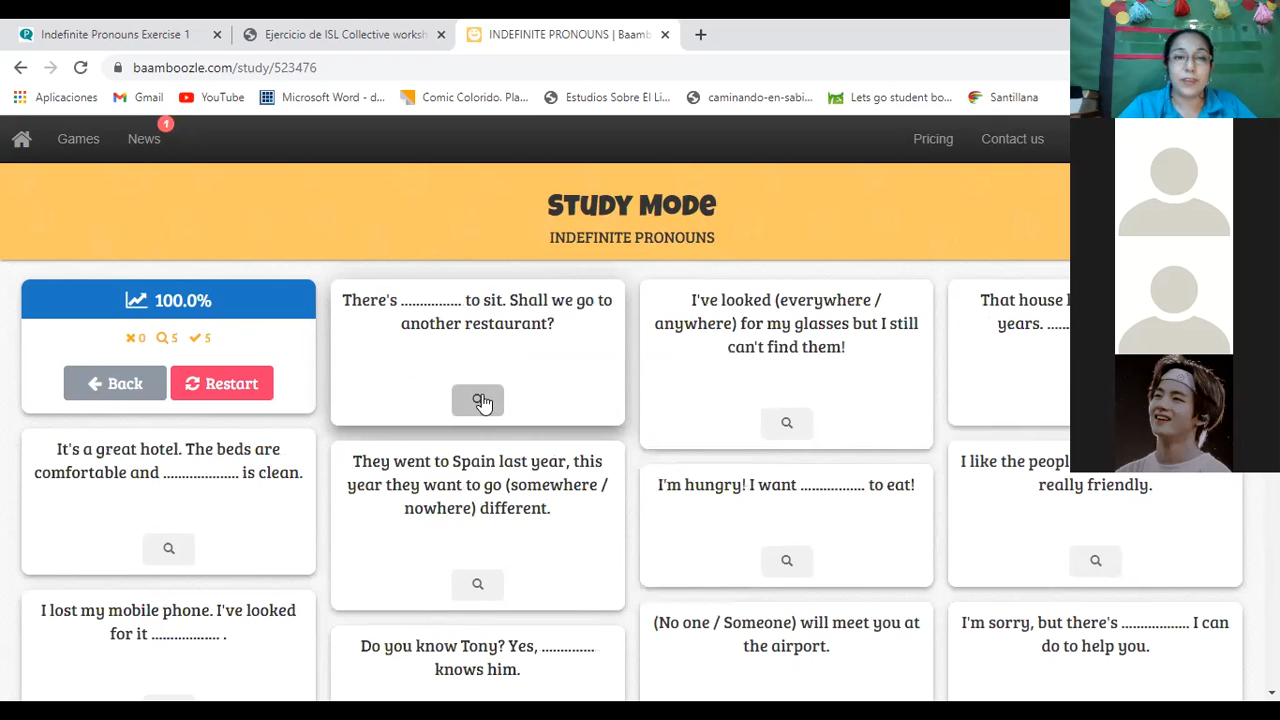 Indefinite Pronouns Exercise 1
Ejercicio de ISL Collective worksh
INDEFINITE PRONOUNS | Baamb
baamboozle.com/study/523476
Aplicaciones
Gmail
YouTube
Microsoft Word - d...
Comic Colorido. Pla...
Estudios Sobre El Li...
caminando-en-sabi...
Lets go student bo...
Santillana
Games
News
1
Pricing
Contact us
STUDY MODE
INDEFINITE PRONOUNS
100.0%
0
5
5
Back
Restart
There's ............... to sit. Shall we go to
another restaurant?
I've looked (everywhere /
anywhere) for my glasses but I still
can't find them!
That house
years. ......
It's a great hotel. The beds are
comfortable and ................... is clean.
They went to Spain last year, this
year they want to go (somewhere /
nowhere) different.
I'm hungry! I want ................ to eat!
I like the peopl
really friendly.
I lost my mobile phone. I've looked
for it ................. .
Do you know Tony? Yes, .............
knows him.
(No one / Someone) will meet you at
the airport.
I'm sorry, but there's ................. I can
do to help you.